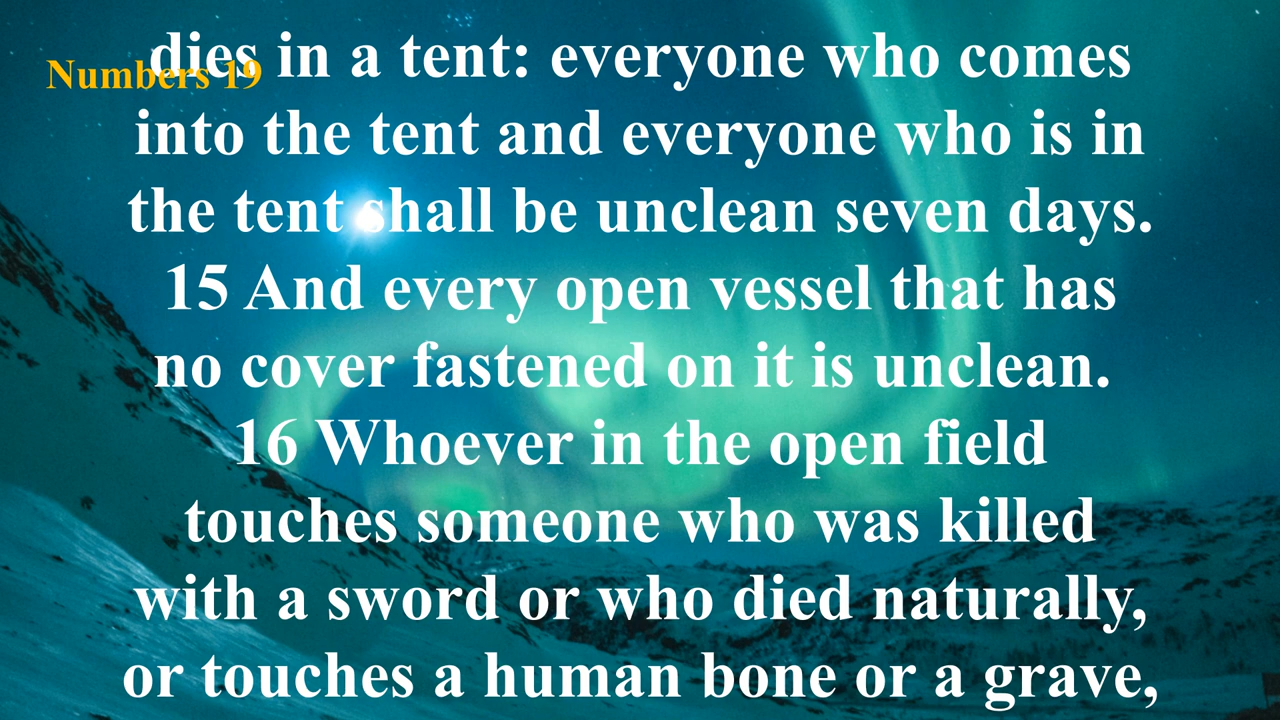 Numbers 19
dies in a tent: everyone who comes
into the tent and everyone who is in
the tent shall be unclean seven days.
15 And every open vessel that has
no cover fastened on it is unclean.
16 Whoever in the open field
touches someone who was killed
with a sword or who died naturally,
or touches a human bone or a grave,